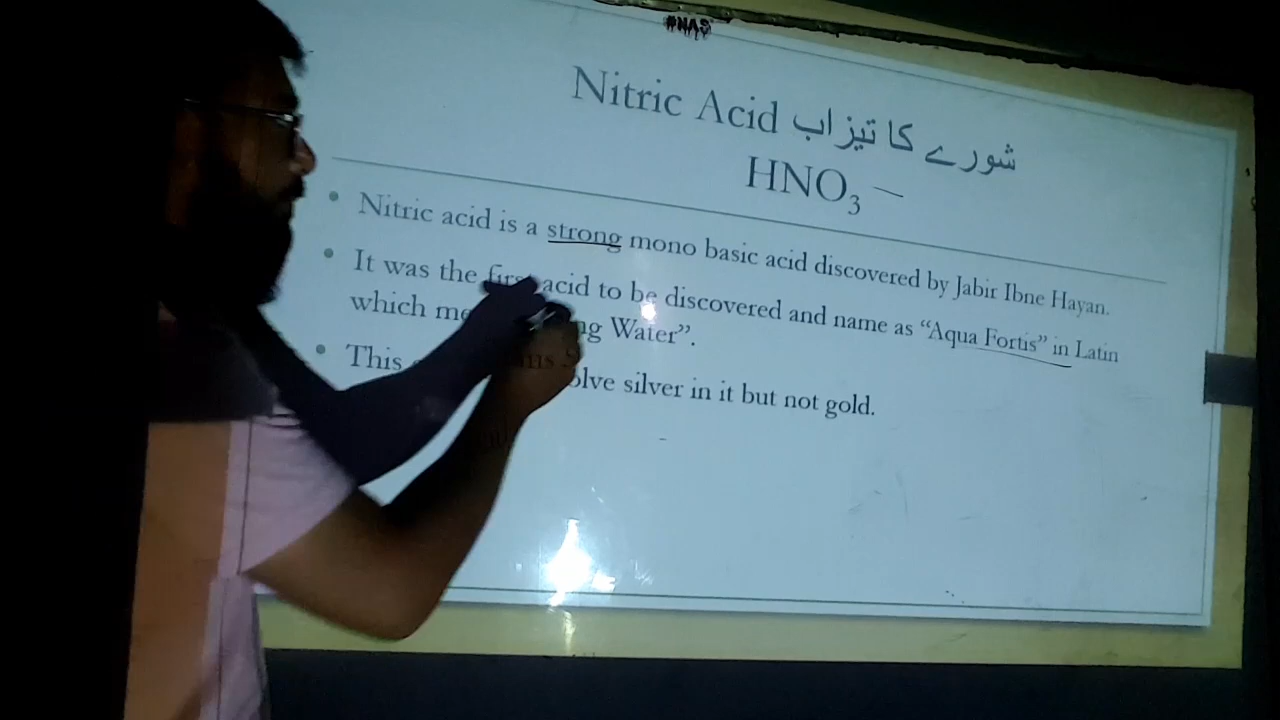 #NAS
Nitric Acid شورے کا تیزاب
HNO₃
• Nitric acid is a strong mono basic acid discovered by Jabir Ibne Hayan.
• It was the first acid to be discovered and name as “Aqua Fortis” in Latin
which Water”.
• This silver in it but not gold.